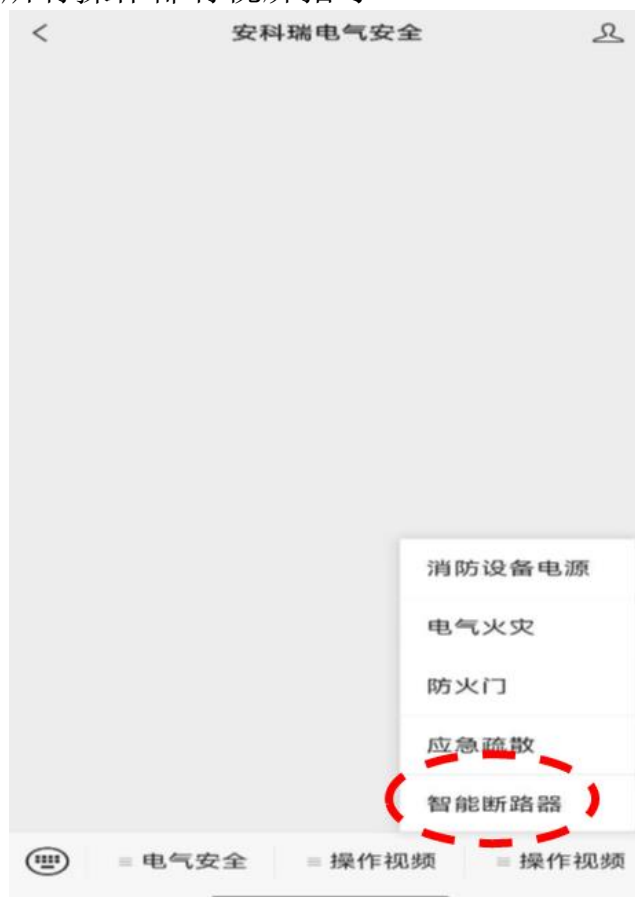 安科瑞电气安全
消防设备电源
电气火灾
防火门
应急疏散
智能断路器
电气安全 操作视频 操作视频